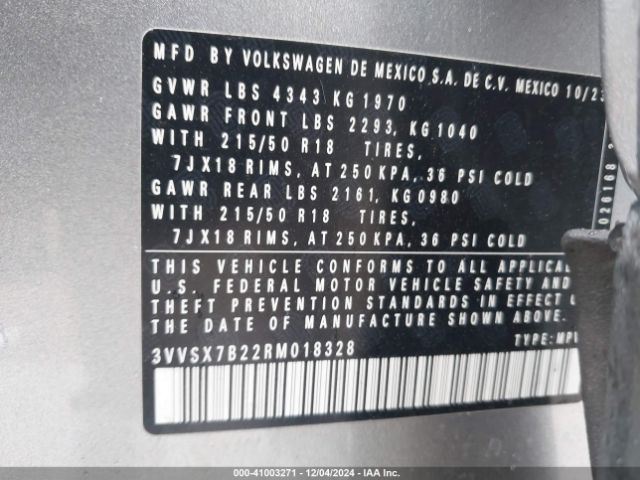 MFD BY VOLKSWAGEN DE MEXICO S.A. DE C.V. MEXICO 10/23
GVWR LBS 4343 KG 1970
GAWR FRONT LBS 2293, KG 1040
WITH 215/50 R18 TIRES,
7JX18 RIMS, AT 250 KPA, 36 PSI COLD
GAWR REAR LBS 2161, KG 0980
WITH 215/50 R18 TIRES,
7JX18 RIMS, AT 250 KPA, 36 PSI COLD
THIS VEHICLE CONFORMS TO ALL APPLICA
U.S. FEDERAL MOTOR VEHICLE SAFETY AND
THEFT PREVENTION STANDARDS IN EFFECT
DATE OF MANUFACTURE SHOWN ABOVE.
3VVSX7B22RM018328 TYPE: MPV
026168
000-41003271 - 12/04/2024 - IAA Inc.